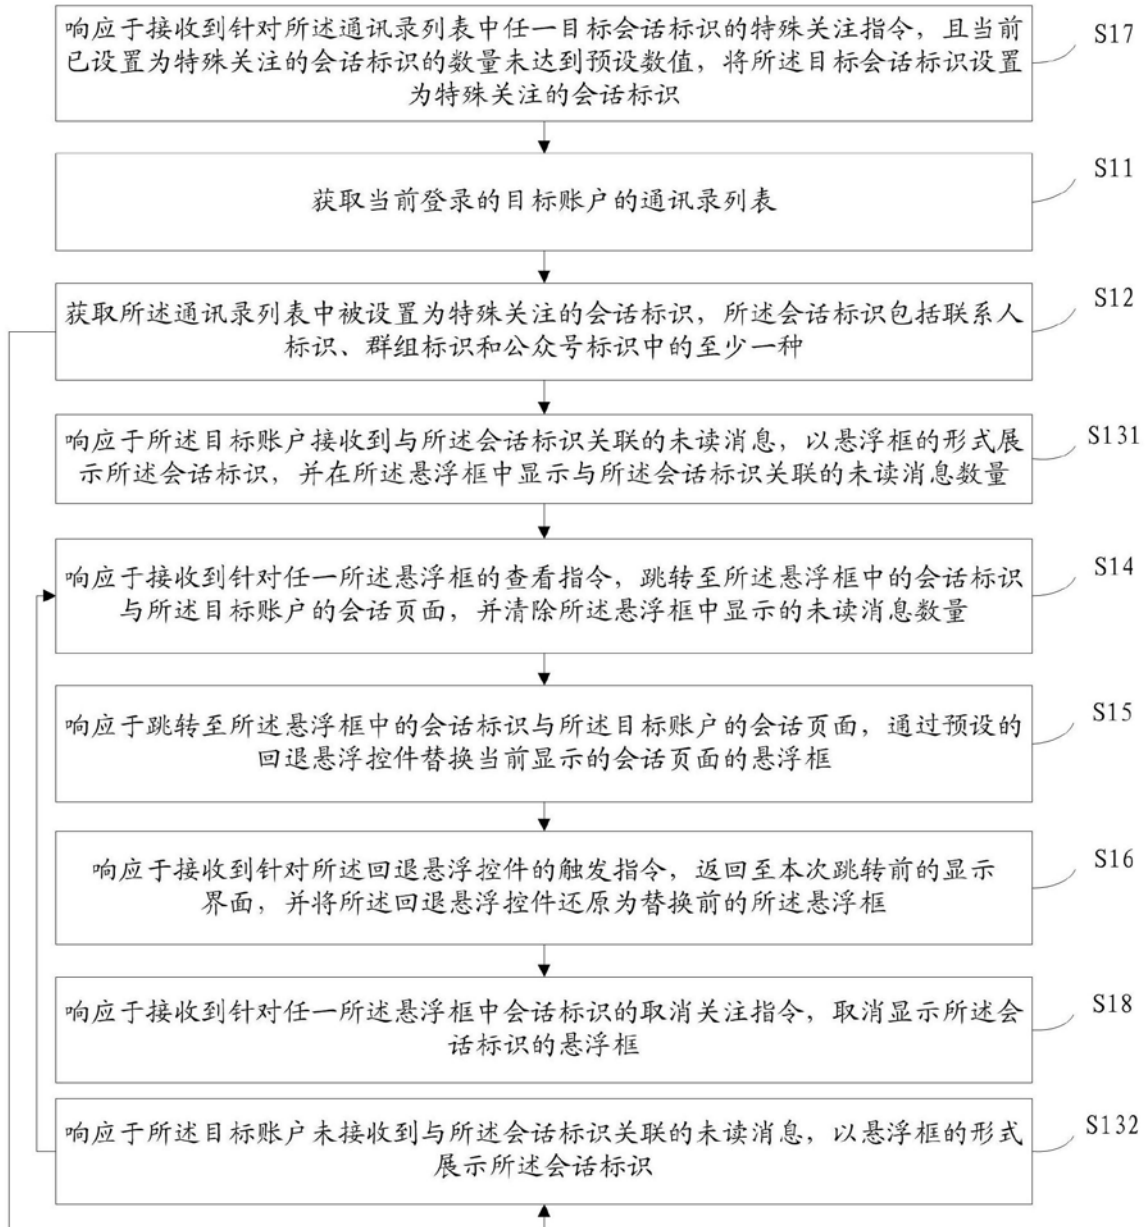 响应于接收到针对所述通讯录列表中任一目标会话标识的特殊关注指令，且当前
已设置为特殊关注的会话标识的数量未达到预设数值，将所述目标会话标识设置
为特殊关注的会话标识
S17
获取当前登录的目标账户的通讯录列表
S11
获取所述通讯录列表中被设置为特殊关注的会话标识，所述会话标识包括联系人
标识、群组标识和公众号标识中的至少一种
S12
响应于所述目标账户接收到与所述会话标识关联的未读消息，以悬浮框的形式展
示所述会话标识，并在所述悬浮框中显示与所述会话标识关联的未读消息数量
S131
响应于接收到针对任一所述悬浮框的查看指令，跳转至所述悬浮框中的会话标识
与所述目标账户的会话页面，并清除所述悬浮框中显示的未读消息数量
S14
响应于跳转至所述悬浮框中的会话标识与所述目标账户的会话页面，通过预设的
回退悬浮控件替换当前显示的会话页面的悬浮框
S15
响应于接收到针对所述回退悬浮控件的触发指令，返回至本次跳转前的显示
界面，并将所述回退悬浮控件还原为替换前的所述悬浮框
S16
响应于接收到针对任一所述悬浮框中会话标识的取消关注指令，取消显示所述会
话标识的悬浮框
S18
响应于所述目标账户未接收到与所述会话标识关联的未读消息，以悬浮框的形式
展示所述会话标识
S132